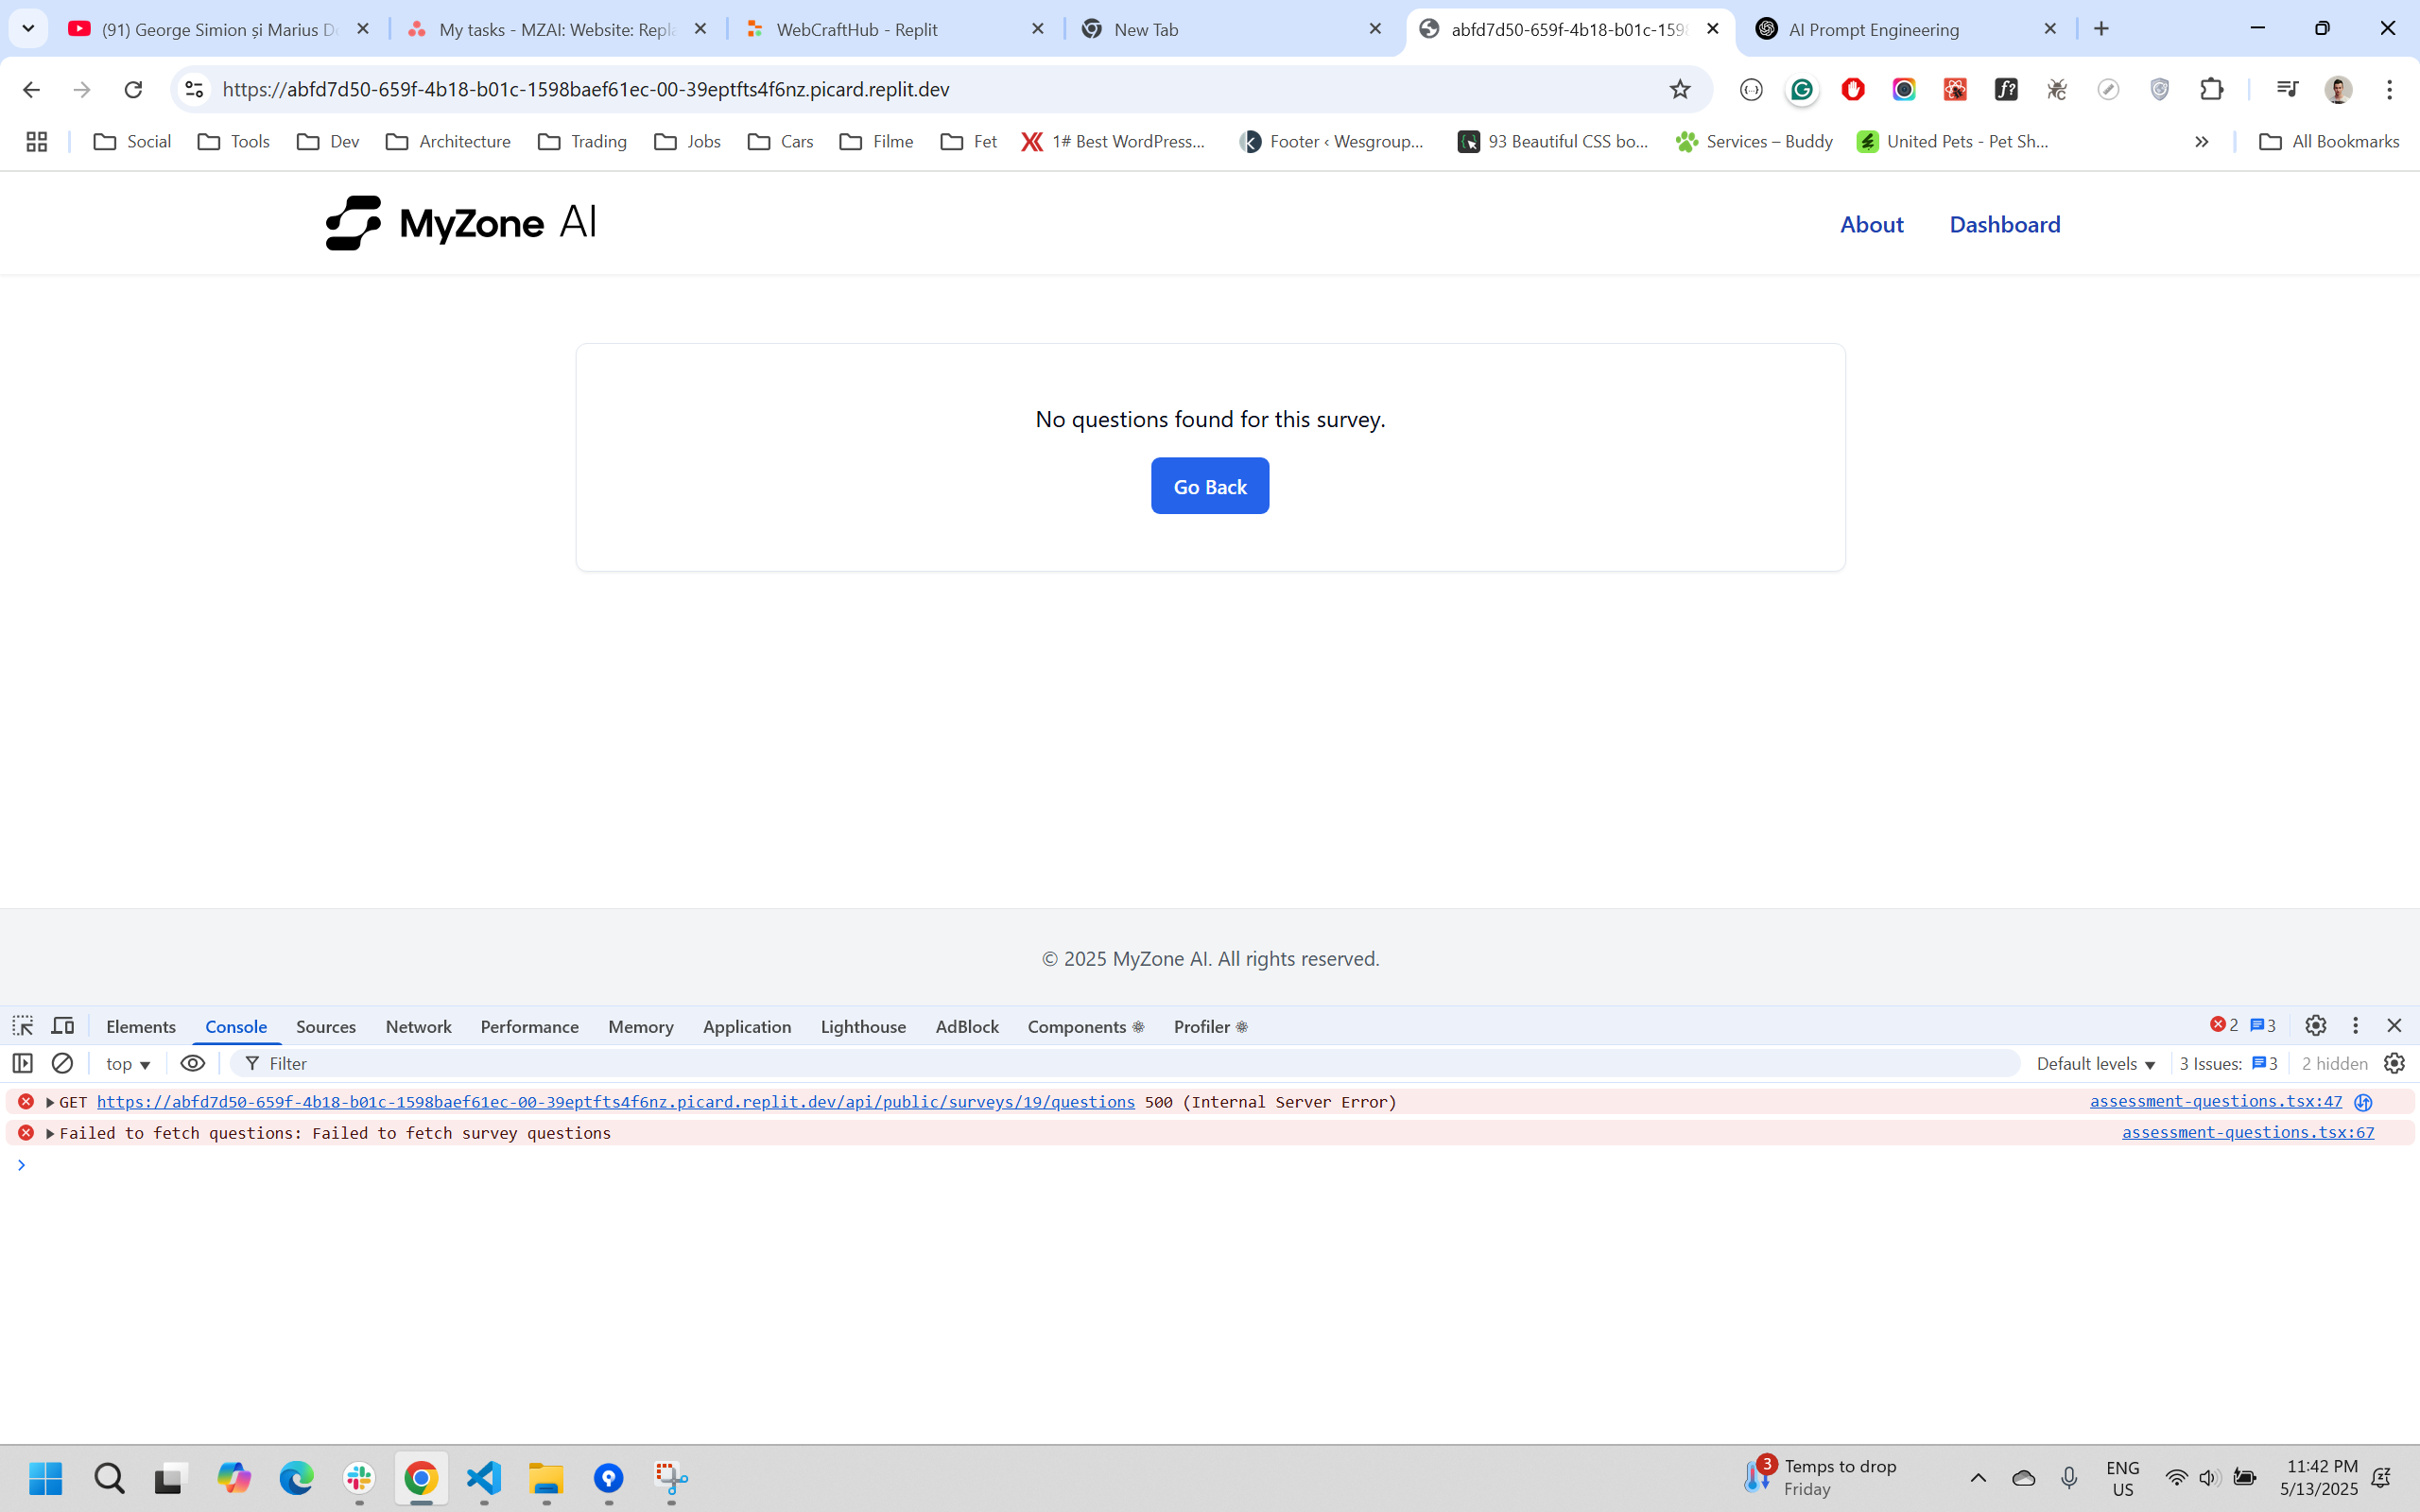 (91) George Simion și Marius Do
My tasks - MZAI: Website: Repla
WebCraftHub - Replit
New Tab
abfd7d50-659f-4b18-b01c-1598
AI Prompt Engineering
https://abfd7d50-659f-4b18-b01c-1598baef61ec-00-39eptfts4f6nz.picard.replit.dev
Social
Tools
Dev
Architecture
Trading
Jobs
Cars
Filme
Fet
1# Best WordPress...
Footer ‹ Wesgroup...
93 Beautiful CSS bo...
Services – Buddy
United Pets - Pet Sh...
All Bookmarks
MyZone AI
About
Dashboard
No questions found for this survey.
Go Back
© 2025 MyZone AI. All rights reserved.
Elements
Console
Sources
Network
Performance
Memory
Application
Lighthouse
AdBlock
Components
Profiler
2
3
top
Filter
Default levels
3 Issues:
3
2 hidden
GET https://abfd7d50-659f-4b18-b01c-1598baef61ec-00-39eptfts4f6nz.picard.replit.dev/api/public/surveys/19/questions 500 (Internal Server Error)
assessment-questions.tsx:47
Failed to fetch questions: Failed to fetch survey questions
assessment-questions.tsx:67
3
Temps to drop
Friday
ENG
US
11:42 PM
5/13/2025